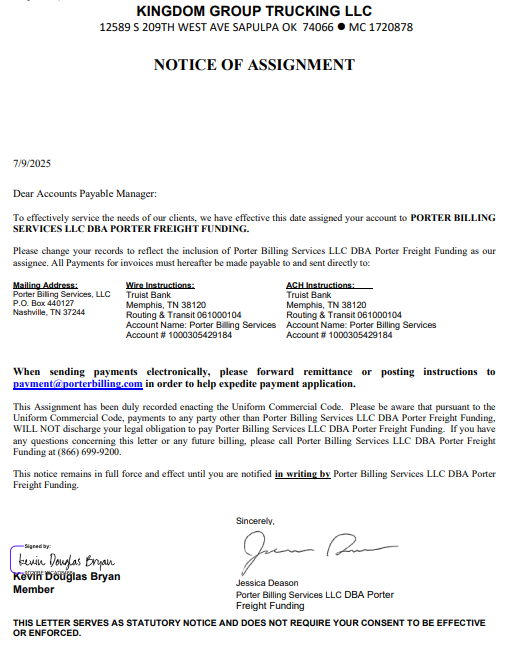 KINGDOM GROUP TRUCKING LLC
12589 S 209TH WEST AVE SAPULPA OK 74066 ● MC 1720878
NOTICE OF ASSIGNMENT
7/9/2025
Dear Accounts Payable Manager:
To effectively service the needs of our clients, we have effective this date assigned your account to PORTER BILLING
SERVICES LLC DBA PORTER FREIGHT FUNDING.
Please change your records to reflect the inclusion of Porter Billing Services LLC DBA Porter Freight Funding as our
assignee. All Payments for invoices must hereafter be made payable to and sent directly to:
Mailing Address:
Porter Billing Services, LLC
P.O. Box 440127
Nashville, TN 37244
Wire Instructions:
Truist Bank
Memphis, TN 38120
Routing & Transit 061000104
Account Name: Porter Billing Services
Account # 1000305429184
ACH Instructions:
Truist Bank
Memphis, TN 38120
Routing & Transit 061000104
Account Name: Porter Billing Services
Account # 1000305429184
When sending payments electronically, please forward remittance or posting instructions to
payment@porterbilling.com in order to help expedite payment application.
This Assignment has been duly recorded enacting the Uniform Commercial Code. Please be aware that pursuant to the
Uniform Commercial Code, payments to any party other than Porter Billing Services LLC DBA Porter Freight Funding,
WILL NOT discharge your legal obligation to pay Porter Billing Services LLC DBA Porter Freight Funding. If you have
any questions concerning this letter or any future billing, please call Porter Billing Services LLC DBA Porter Freight
Funding at (866) 699-9200.
This notice remains in full force and effect until you are notified in writing by Porter Billing Services LLC DBA Porter
Freight Funding.
Signed by:
Kevin Douglas Bryan
Kevin Douglas Bryan
Member
Sincerely,
Jessica Deason
Porter Billing Services LLC DBA Porter
Freight Funding
THIS LETTER SERVES AS STATUTORY NOTICE AND DOES NOT REQUIRE YOUR CONSENT TO BE EFFECTIVE
OR ENFORCED.